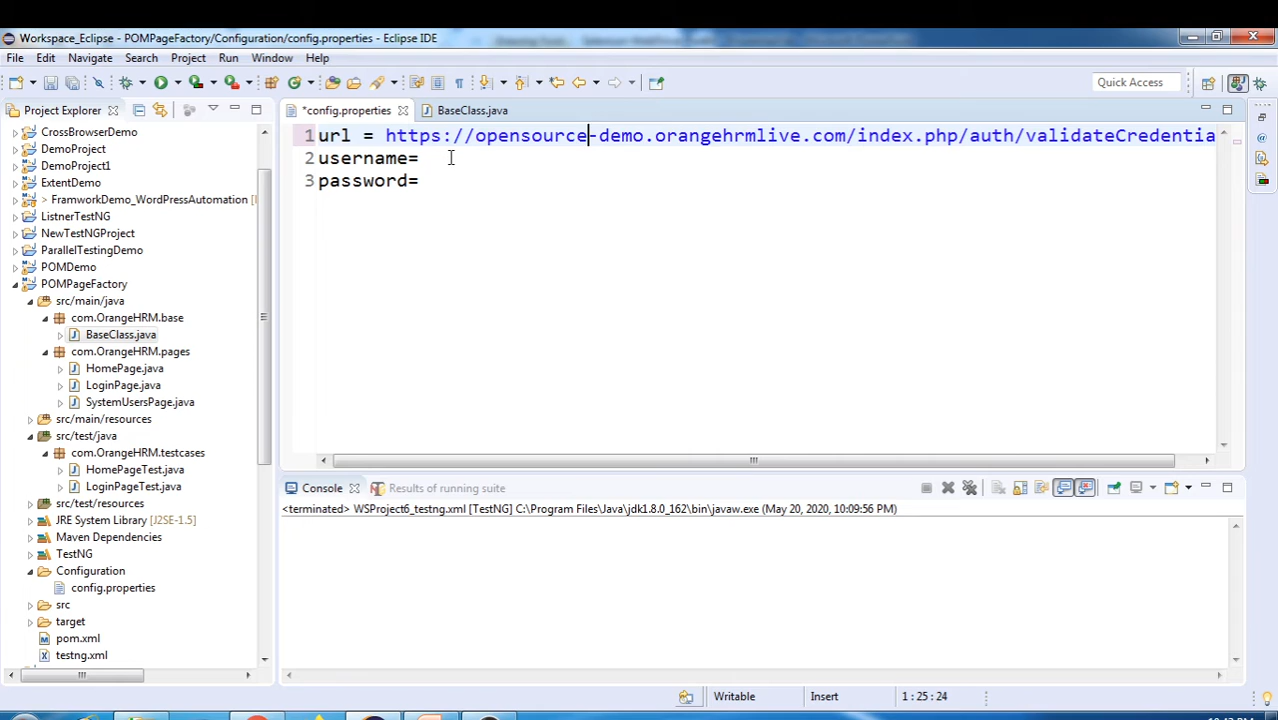 Workspace_Eclipse - POMPageFactory/Configuration/config.properties - Eclipse IDE
File Edit Navigate Search Project Run Window Help
Quick Access
Project Explorer
*config.properties
BaseClass.java
CrossBrowserDemo
DemoProject
DemoProject1
ExtentDemo
> FramworkDemo_WordPressAutomation
ListnerTestNG
NewTestNGProject
ParallelTestingDemo
POMDemo
POMPageFactory
src/main/java
com.OrangeHRM.base
BaseClass.java
com.OrangeHRM.pages
HomePage.java
LoginPage.java
SystemUsersPage.java
src/main/resources
src/test/java
com.OrangeHRM.testcases
HomePageTest.java
LoginPageTest.java
src/test/resources
JRE System Library [J2SE-1.5]
Maven Dependencies
TestNG
Configuration
config.properties
src
target
pom.xml
testng.xml
1 url = https://opensource-demo.orangehrmlive.com/index.php/auth/validateCredentia
2 username=
3 password=
Console
Results of running suite
<terminated> WSProject6_testng.xml [TestNG] C:\Program Files\Java\jdk1.8.0_162\bin\javaw.exe (May 20, 2020, 10:09:56 PM)
Writable
Insert
1:25:24